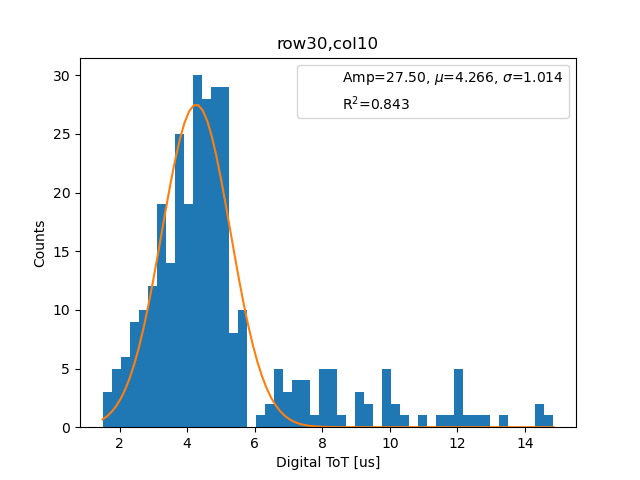 row30,col10
Amp=27.50, μ=4.266, σ=1.014
R²=0.843
Counts
30
25
20
15
10
5
0
2 4 6 8 10 12 14
Digital ToT [us]